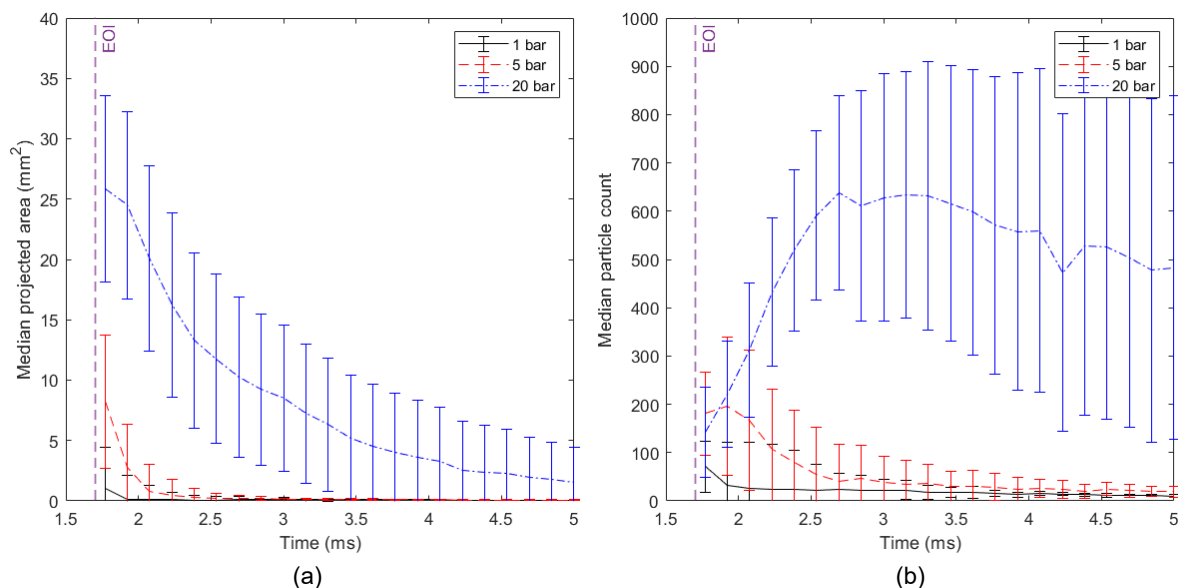 40
35
30
25
20
15
10
5
0
Median projected area (mm²)
EOI
1 bar
5 bar
20 bar
1.5 2 2.5 3 3.5 4 4.5 5
Time (ms)
(a)
1000
900
800
700
600
500
400
300
200
100
0
Median particle count
EOI
1 bar
5 bar
20 bar
1.5 2 2.5 3 3.5 4 4.5 5
Time (ms)
(b)